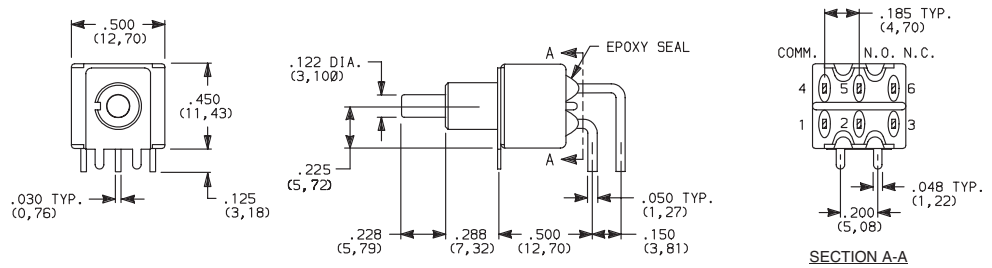 .500
(12,70)
.450
(11,43)
.030 TYP.
(0,76)
.125
(3,18)
.122 DIA.
(3,100)
.225
(5,72)
.228
(5,79)
.288
(7,32)
.500
(12,70)
A
EPOXY SEAL
A
.050 TYP.
(1,27)
.150
(3,81)
.185 TYP.
(4,70)
COMM. N.O. N.C.
4 5 6
1 2 3
.048 TYP.
(1,22)
.200
(5,08)
SECTION A-A